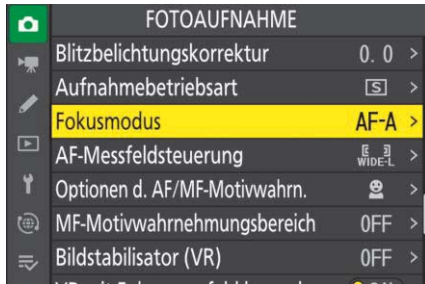 FOTOAUFNAHME
Blitzbelichtungskorrektur 0.0 >
Aufnahmebetriebsart S >
Fokusmodus AF-A >
AF-Messfeldsteuerung WIDE-L >
Optionen d. AF/MF-Motivwahrn. >
MF-Motivwahrnehmungsbereich OFF >
Bildstabilisator (VR) OFF >